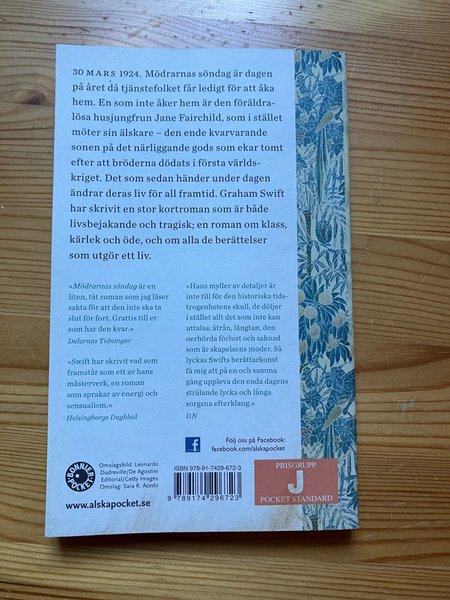 30 MARS 1924. Mödrarnas söndag är dagen
på året då tjänstefolket får ledigt för att åka
hem. En som inte åker hem är den föräldra-
lösa husjungfrun Jane Fairchild, som i stället
möter sin älskare – den ende kvarvarande
sonen på det närliggande gods som ekar tomt
efter att bröderna dödats i första världs-
kriget. Det som sedan händer under dagen
ändrar deras liv för all framtid. Graham Swift
har skrivit en stor kortroman som är både
livsbejakande och tragisk; en roman om klass,
kärlek och öde, och om alla de berättelser
som utgör ett liv.
»Mödrarnas söndag är en
liten, tät roman som jag läser
sakta för att den inte ska ta
slut för fort. Grattis till er
som har den kvar.«
Dalarnas Tidningar
»Swift har skrivit vad som
framstår som ett av hans
mästerverk, en roman
som sprakar av energi och
sensualism.«
Helsingborgs Dagblad
»Hans myller av detaljer är
inte till för den historiska tids-
trogenhetens skull, de döljer
i stället allt det som inte kan
uttalas, åtrån, längtan, den
oerhörda förlust och saknad
som är skapelsens moder. Så
lyckas Swifts berättarkonst
få mig att på en och samma
gång uppleva den enda dagens
strålande lycka och långa
sorgsna efterklang.«
DN
f
Följ oss på Facebook:
facebook.com/alskapocket
BONNIER
POCKET
Omslagsbild: Leonardo
Dudreville/De Agostini
Editorial/Getty Images
Omslag: Sara R. Acedo
www.alskapocket.se
ISBN 978-91-7429-672-3
9 789174 296723
PRISGRUPP
J
POCKET STANDARD